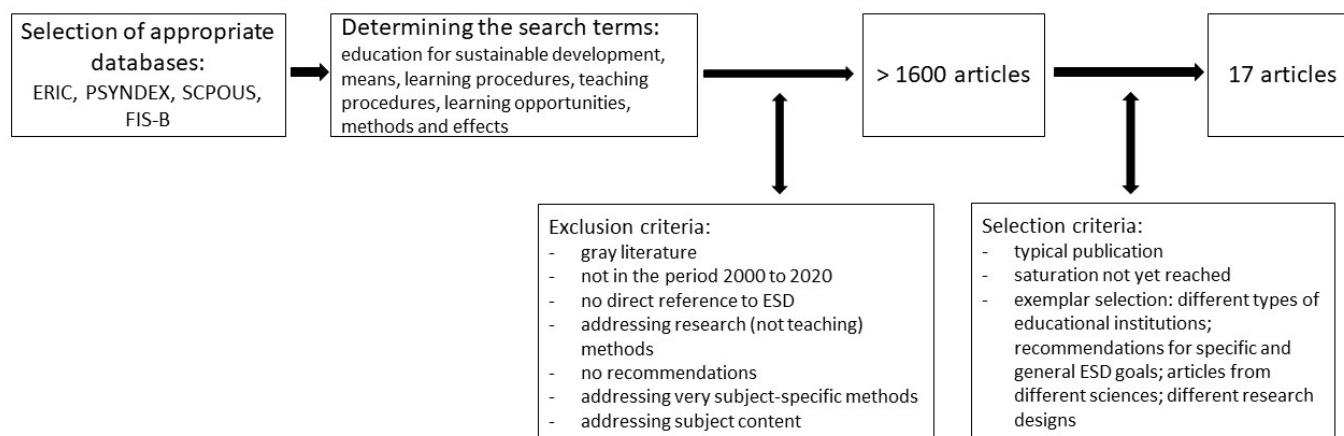 Selection of appropriate
databases:
ERIC, PSYNDEX, SCPOUS,
FIS-B
Determining the search terms:
education for sustainable development,
means, learning procedures, teaching
procedures, learning opportunities,
methods and effects
> 1600 articles
17 articles
Exclusion criteria:
- gray literature
- not in the period 2000 to 2020
- no direct reference to ESD
- addressing research (not teaching)
methods
- no recommendations
- addressing very subject-specific methods
- addressing subject content
Selection criteria:
- typical publication
- saturation not yet reached
- exemplar selection: different types of
educational institutions;
recommendations for specific and
general ESD goals; articles from
different sciences; different research
designs